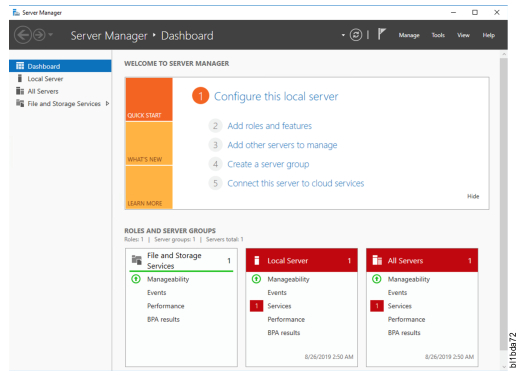 Server Manager
Server Manager • Dashboard
Manage Tools View Help
Dashboard
Local Server
All Servers
File and Storage Services
WELCOME TO SERVER MANAGER
QUICK START
WHAT'S NEW
LEARN MORE
1 Configure this local server
2 Add roles and features
3 Add other servers to manage
4 Create a server group
5 Connect this server to cloud services
Hide
ROLES AND SERVER GROUPS
Roles: 1 | Server groups: 1 | Servers total: 1
File and Storage
Services
1
Manageability
Events
Performance
BPA results
Local Server 1
Manageability
Events
1 Services
Performance
BPA results
8/26/2019 2:50 AM
All Servers 1
Manageability
Events
1 Services
Performance
BPA results
8/26/2019 2:50 AM
bl1bda72